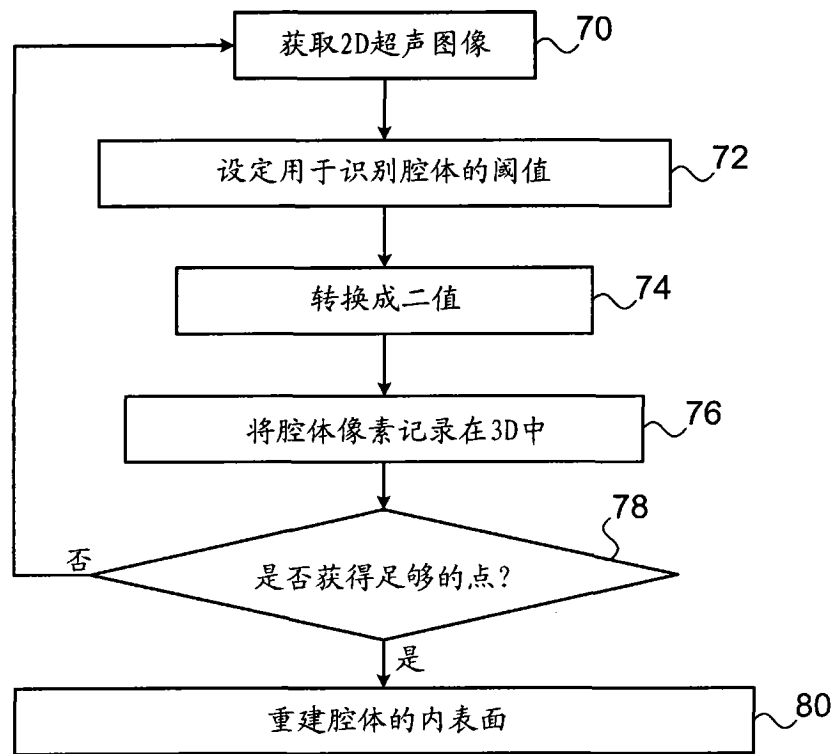 获取2D超声图像
70
设定用于识别腔体的阈值
72
转换成二值
74
将腔体像素记录在3D中
76
78
是否获得足够的点?
否
是
重建腔体的内表面
80